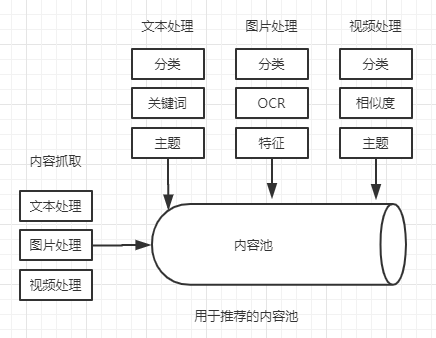 文本处理
图片处理
视频处理
分类
分类
分类
关键词
OCR
相似度
主题
特征
主题
内容抓取
文本处理
图片处理
视频处理
内容池
用于推荐的内容池